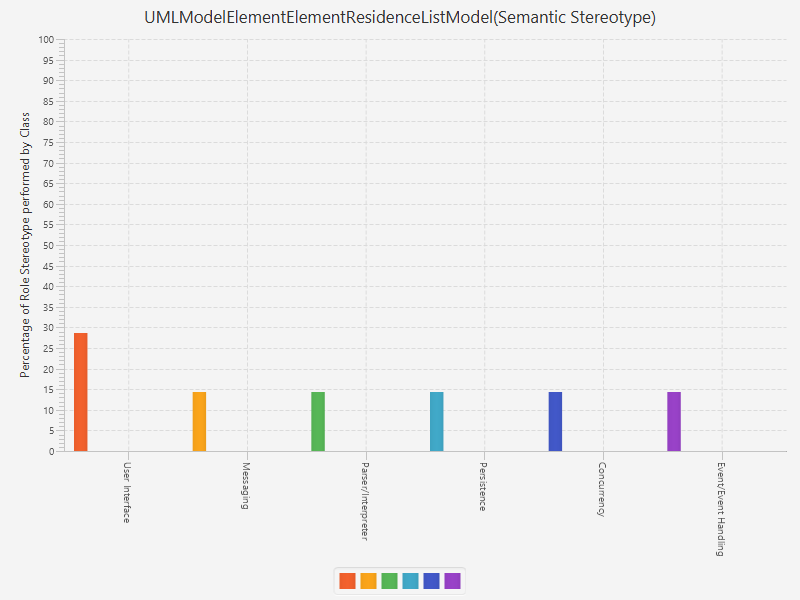 UMLModelElementElementResidenceListModel(Semantic Stereotype)
Percentage of Role Stereotype performed by Class
100
95
90
85
80
75
70
65
60
55
50
45
40
35
30
25
20
15
10
5
0
User Interface
Messaging
Parser/Interpreter
Persistence
Concurrency
Event/Event Handling